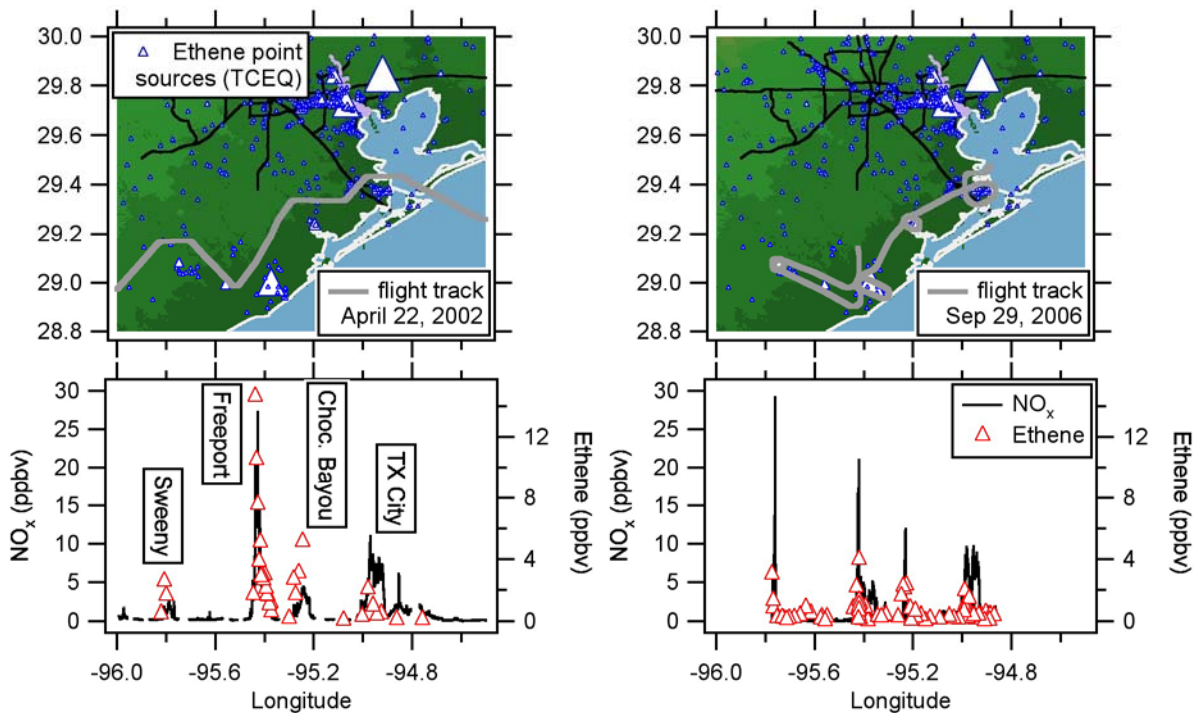 30.0
29.8
29.6
29.4
29.2
29.0
28.8
Ethene point
sources (TCEQ)
flight track
April 22, 2002
30.0
29.8
29.6
29.4
29.2
29.0
28.8
flight track
Sep 29, 2006
NOx (ppbv)
30
25
20
15
10
5
0
Sweeny
Freeport
Choc. Bayou
TX City
12
8
4
0
Ethene (ppbv)
-96.0
-95.6
-95.2
-94.8
Longitude
NOx (ppbv)
30
25
20
15
10
5
0
NOx
Ethene
12
8
4
0
Ethene (ppbv)
-96.0
-95.6
-95.2
-94.8
Longitude